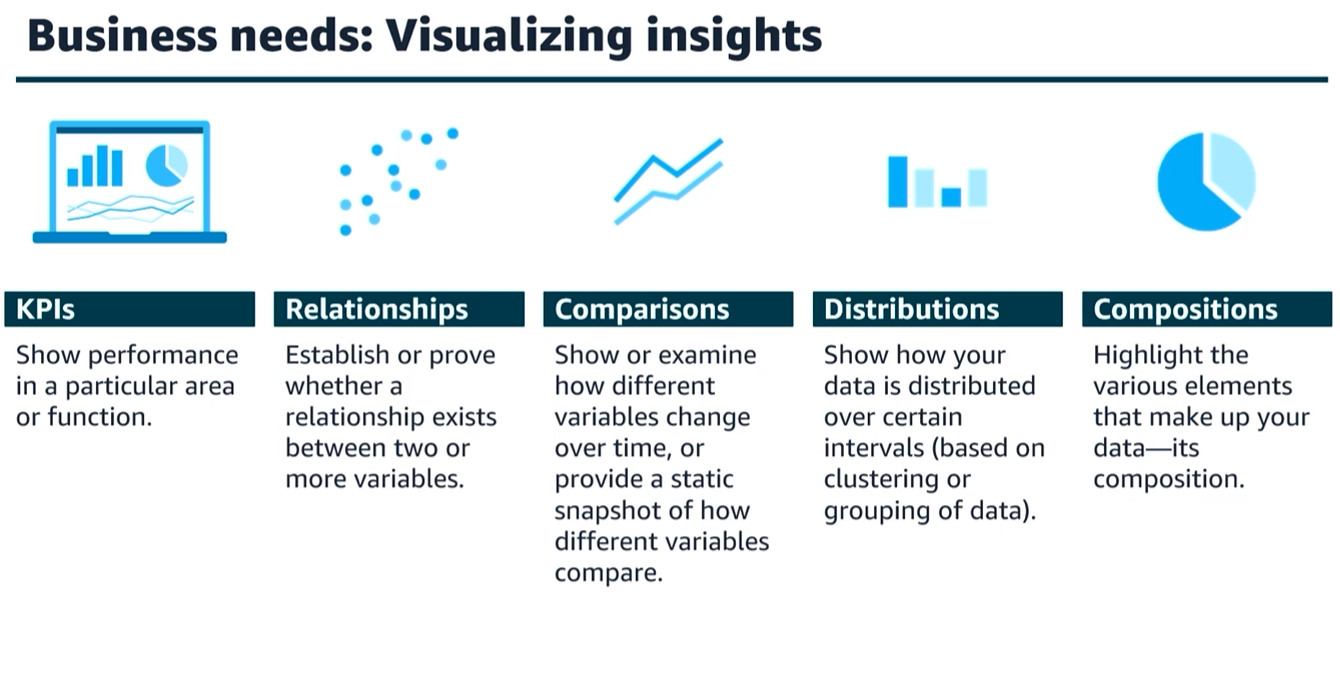 Business needs: Visualizing insights
KPIs
Show performance
in a particular area
or function.
Relationships
Establish or prove
whether a
relationship exists
between two or
more variables.
Comparisons
Show or examine
how different
variables change
over time, or
provide a static
snapshot of how
different variables
compare.
Distributions
Show how your
data is distributed
over certain
intervals (based on
clustering or
grouping of data).
Compositions
Highlight the
various elements
that make up your
data—its
composition.